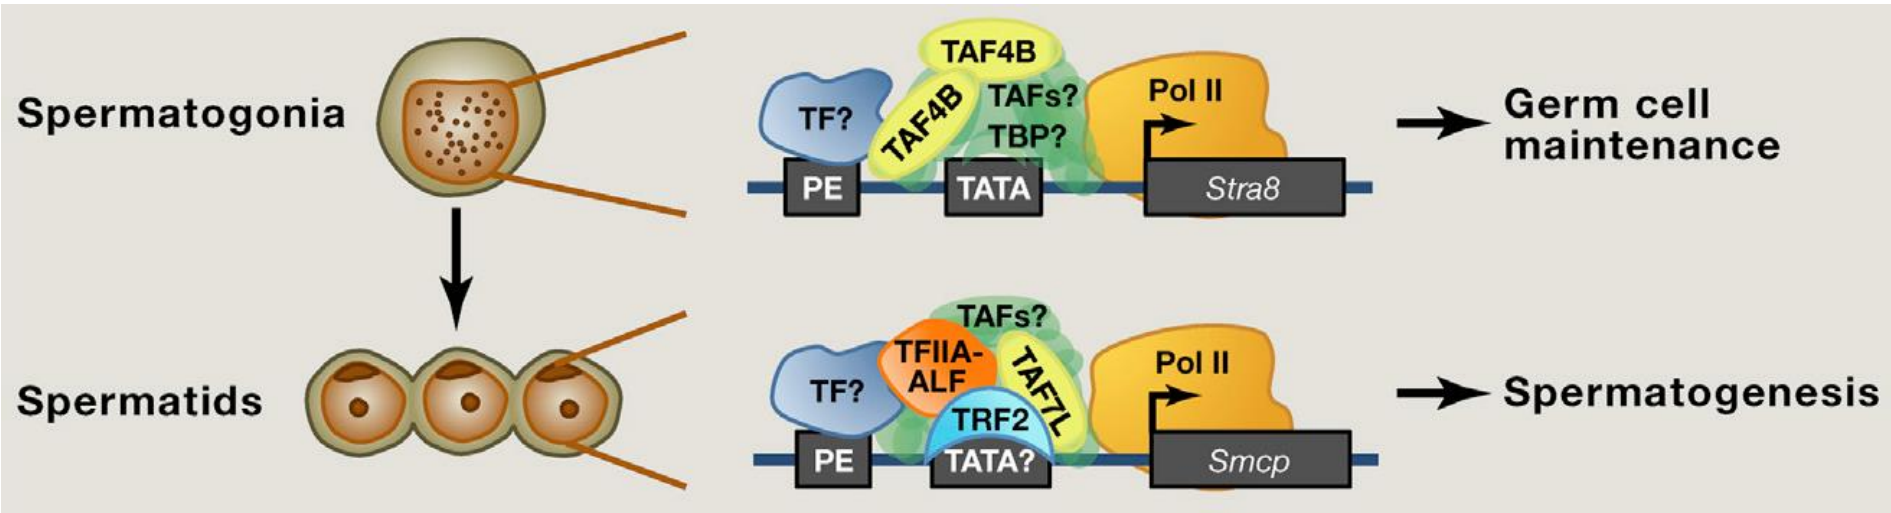 Spermatogonia
TAF4B
TF?
TAF4B
TAFs?
TBP?
Pol II
PE
TATA
Stra8
Germ cell
maintenance
Spermatids
TAFs?
TF?
TFIIA-
ALF
TAF7L
TRF2
Pol II
PE
TATA?
Smcp
Spermatogenesis